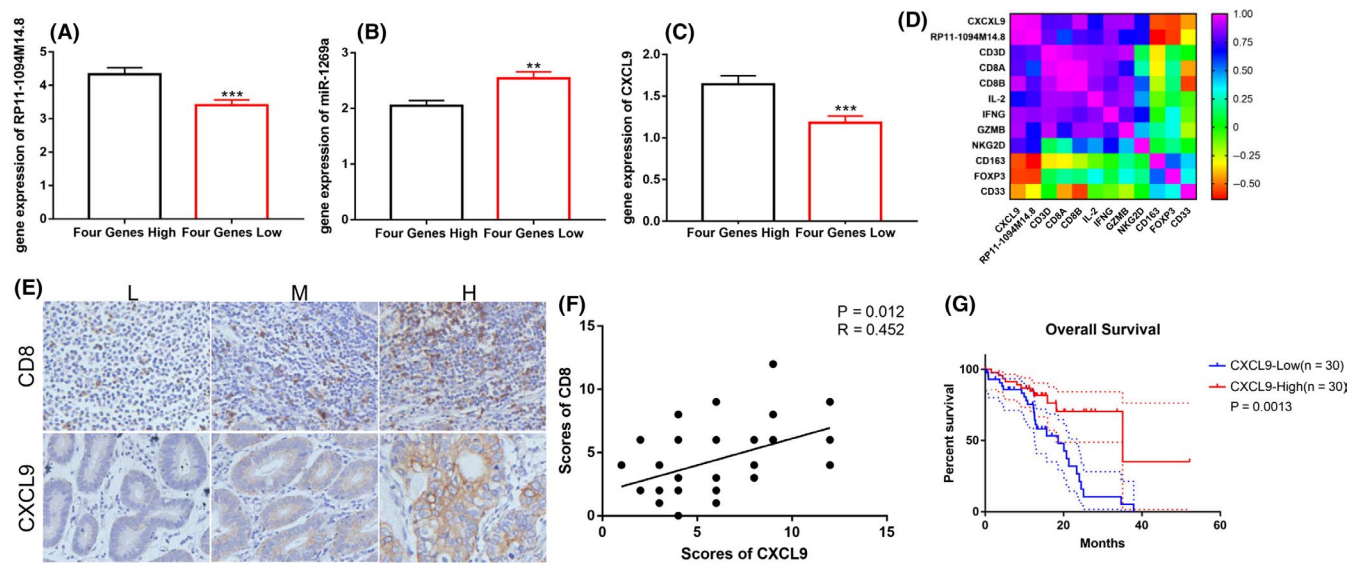 (A)
gene expression of RP11-1094M14.8
5
4
3
2
1
0
***
Four Genes High Four Genes Low
(B)
gene expression of miR-1269a
3
2
1
0
**
Four Genes High Four Genes Low
(C)
gene expression of CXCL9
2.0
1.5
1.0
0.5
0.0
***
Four Genes High Four Genes Low
(D)
CXCXL9
RP11-1094M14.8
CD3D
CD8A
CD8B
IL-2
IFNG
GZMB
NKG2D
CD163
FOXP3
CD33
CXCL9
RP11-1094M14.8
CD3D
CD8A
CD8B
IL-2
IFNG
GZMB
NKG2D
CD163
FOXP3
CD33
1.00
0.75
0.50
0.25
0
−0.25
−0.50
(E)
L M H
CD8
CXCL9
(F)
P = 0.012
R = 0.452
Scores of CD8
15
10
5
0
0 5 10 15
Scores of CXCL9
(G)
Overall Survival
Percent survival
100
50
0
0 20 40 60
Months
CXCL9-Low(n = 30)
CXCL9-High(n = 30)
P = 0.0013